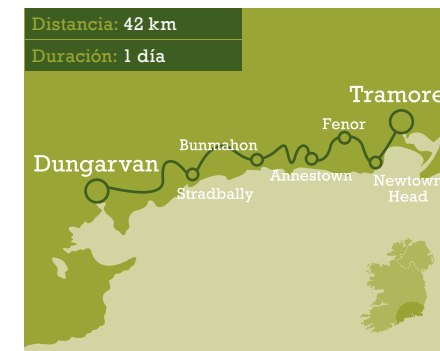 Distancia: 42 km
Duración: 1 día
Tramore
Fenor
Bunmahon
Dungarvan
Annestown
Stradbally
Newtown
Head